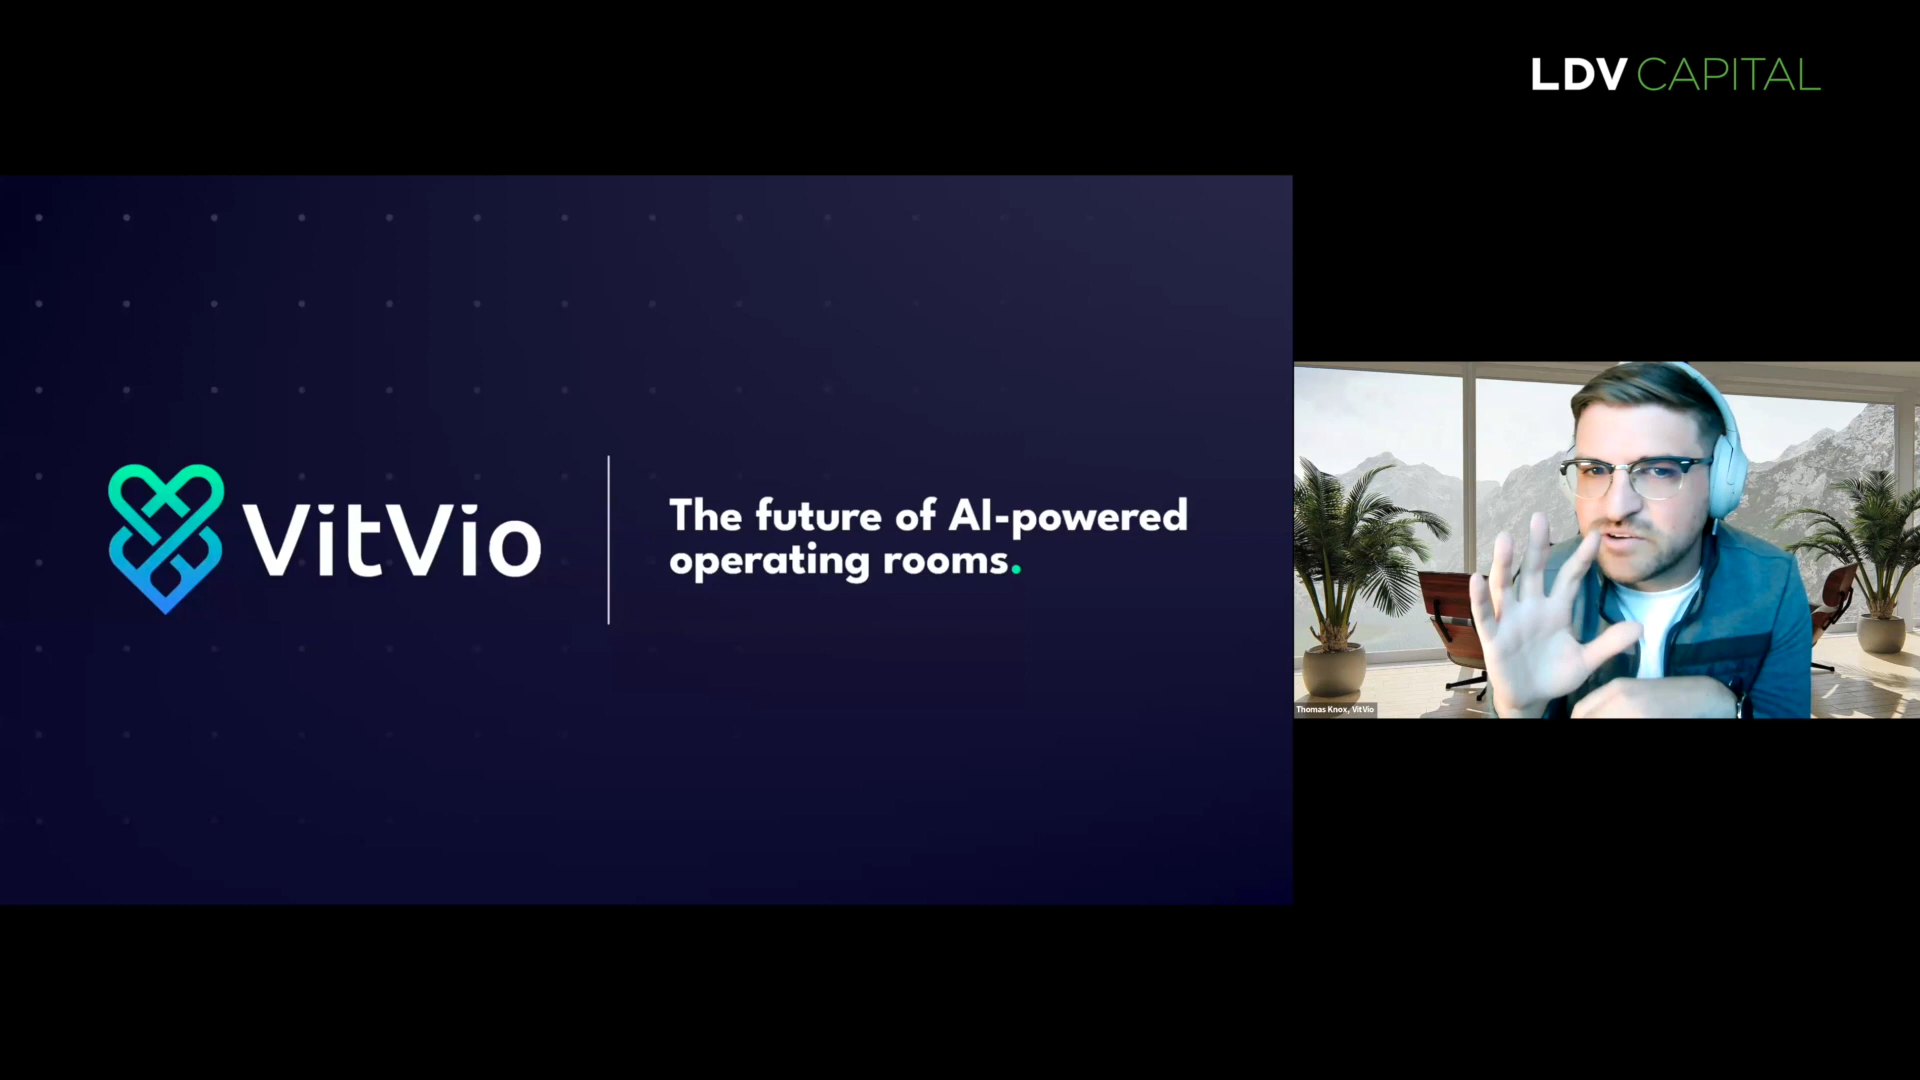 LDV CAPITAL
VitVio
The future of AI-powered
operating rooms.
Thomas Knox, VitVio